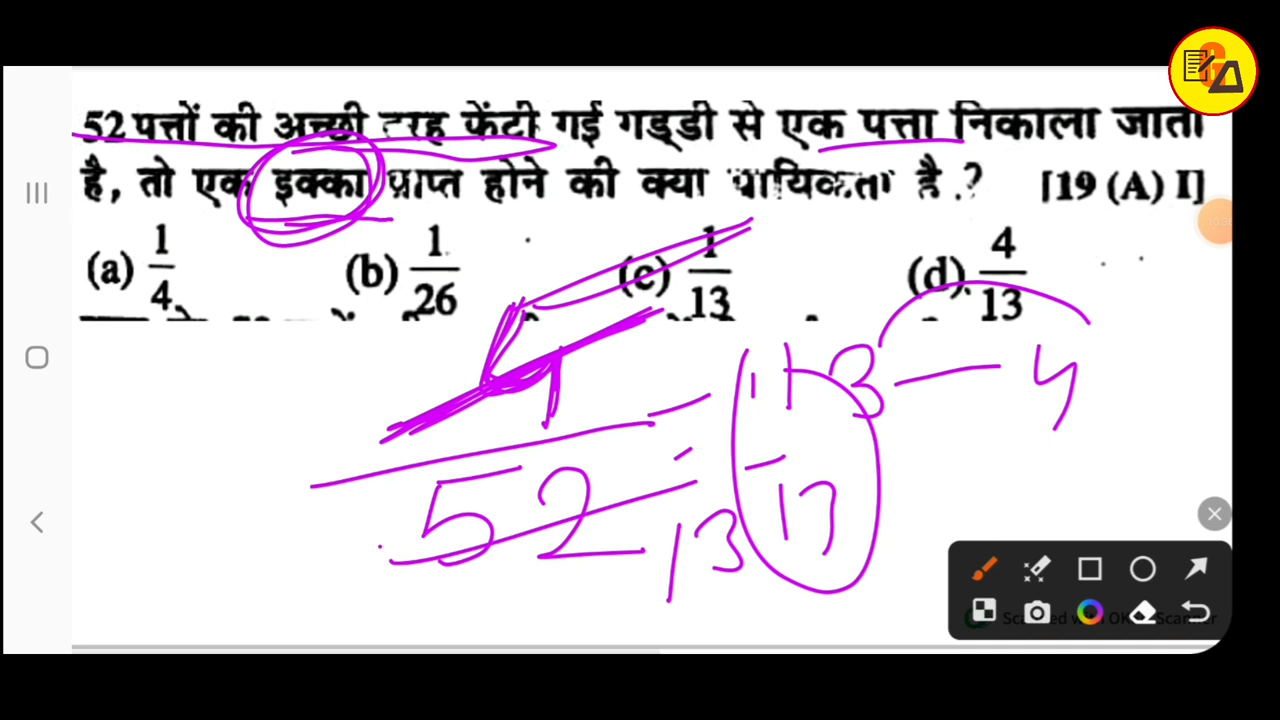 52 पत्तों की अच्छी तरह फेंटी गई गड्डी से एक पत्ता निकाला जाता
है, तो एक इक्का प्राप्त होने की क्या प्रायिकता है ? [19 (A) I]
(a) 1/4 (b) 1/26 (c) 1/13 (d) 4/13
4/52 = 1/13
13 — 4
13